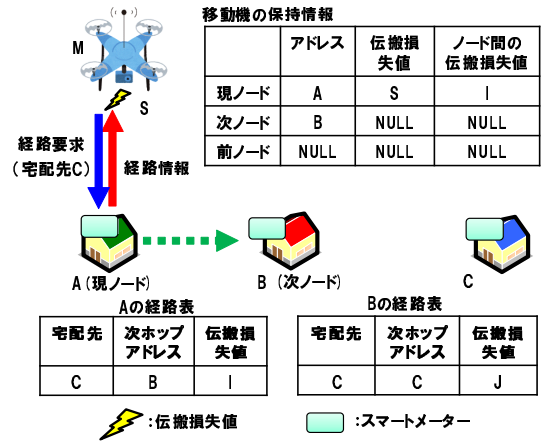 移動機の保持情報
M
アドレス 伝搬損失値 ノード間の伝搬損失値
現ノード A S I
次ノード B NULL NULL
前ノード NULL NULL NULL
S
経路要求
(宅配先C)
経路情報
A (現ノード)
B (次ノード)
C
Aの経路表
宅配先 次ホップアドレス 伝搬損失値
C B I
Bの経路表
宅配先 次ホップアドレス 伝搬損失値
C C J
:伝搬損失値
:スマートメーター